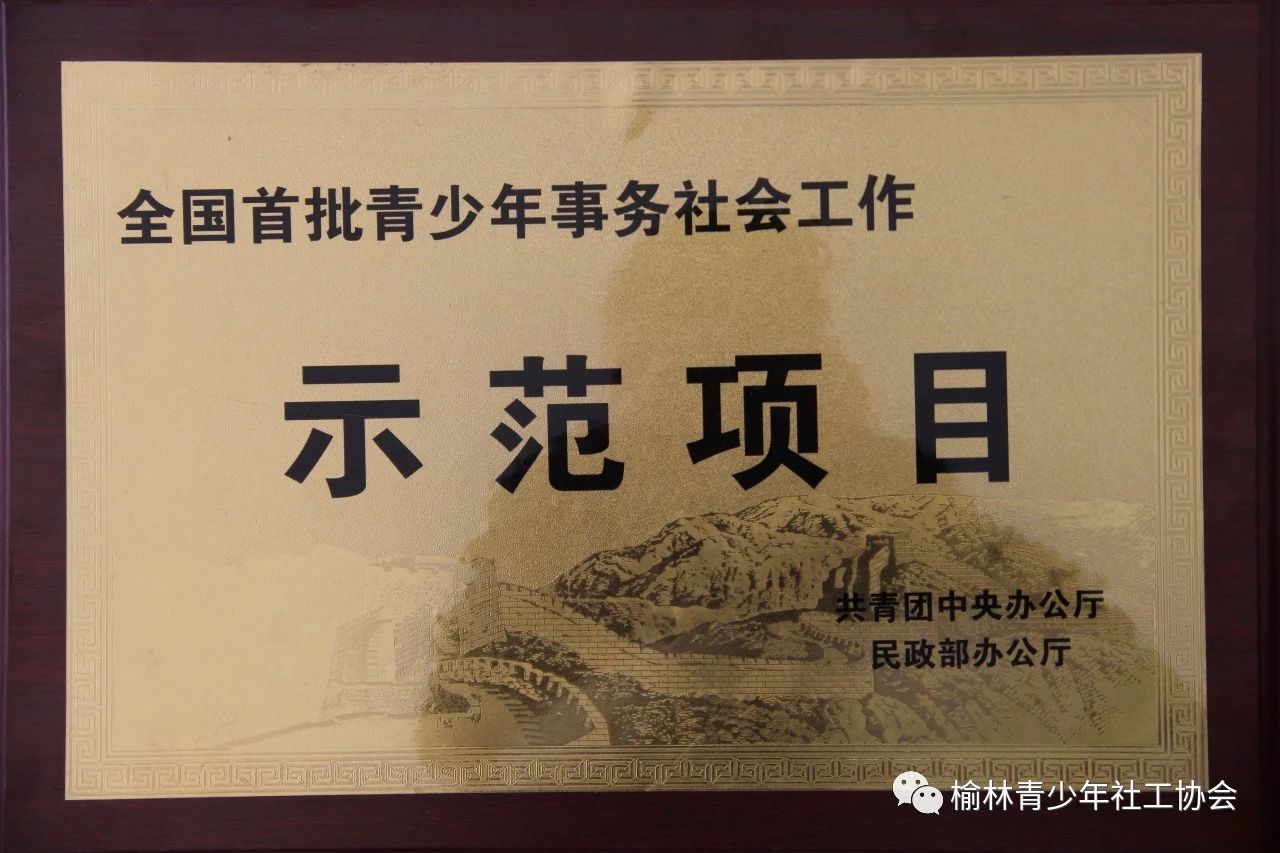 全国首批青少年事务社会工作
示范项目
共青团中央办公厅
民政部办公厅
榆林青少年社工协会